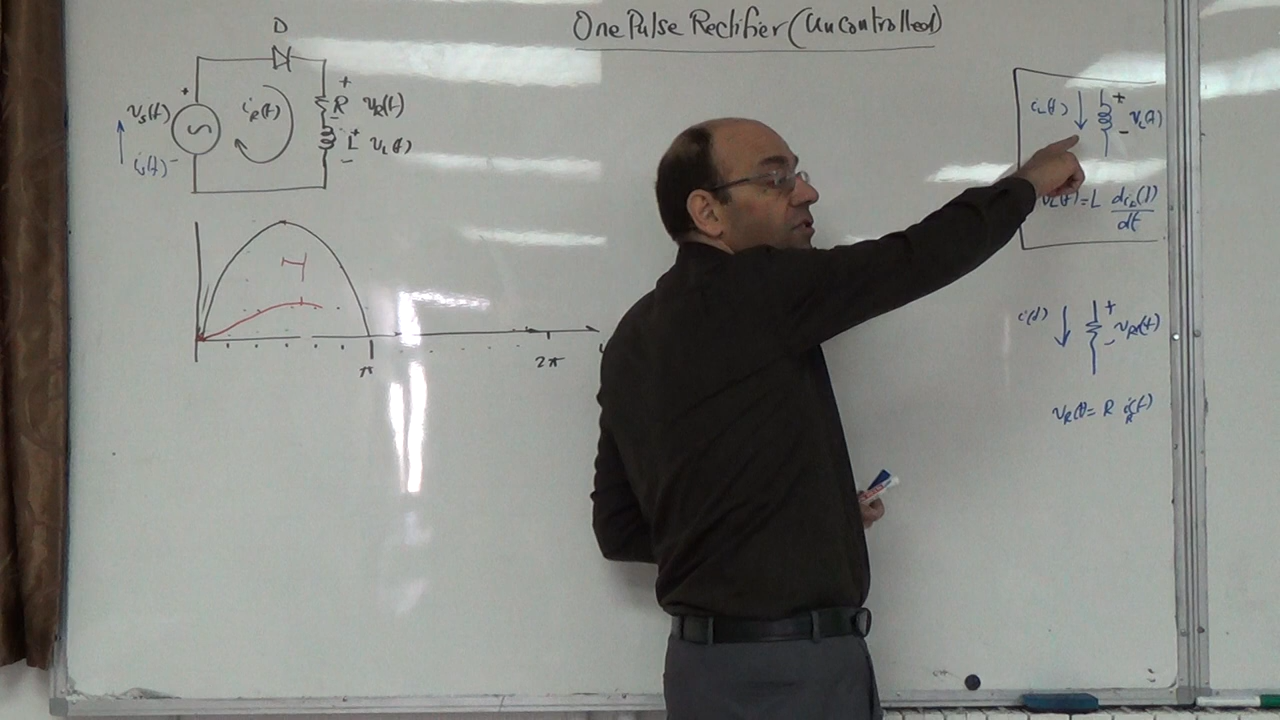 One Pulse Rectifier (Uncontrolled)
D
+
+
R
vs(t)
iR(t)
vR(t)
-
+
L
vL(t)
is(t)
-
-
π
2π
iL(t)
+
-
vL(t)
vL(t) = L diL(t)/dt
i(t)
+
-
vR(t)
vR(t) = R iR(t)